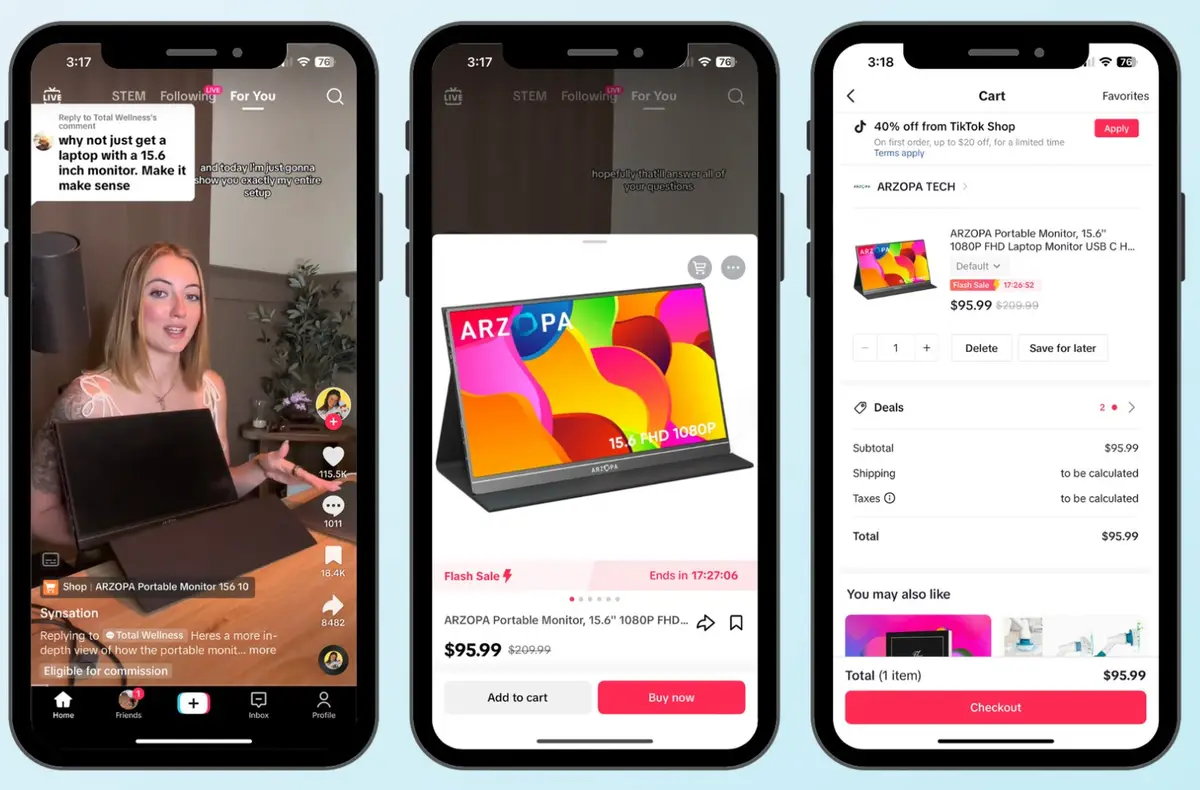 3:17
76
LIVE
STEM Following LIVE For You
Reply to Total Wellness's
comment
why not just get a
laptop with a 15.6
inch monitor. Make it
make sense
and today I'm just gonna
show you exactly my entire
setup
115.5K
1011
18.4K
8482
Shop | ARZOPA Portable Monitor 156 10
Synsation
Replying to Total Wellness Heres a more in-
depth view of how the portable monit... more
Eligible for commission
1
Home Friends Inbox Profile
3:17
76
LIVE
STEM Following LIVE For You
hopefully that'll answer all of
your questions
ARZOPA
15.6 FHD 1080P
ARZOPA
Flash Sale Ends in 17:27:06
ARZOPA Portable Monitor, 15.6'' 1080P FHD...
$95.99 $209.99
Add to cart Buy now
3:18
76
Cart Favorites
40% off from TikTok Shop
On first order, up to $20 off, for a limited time
Terms apply
Apply
ARZOPA TECH
ARZOPA
ARZOPA Portable Monitor, 15.6''
1080P FHD Laptop Monitor USB C H...
Default
Flash Sale 17:26:52
$95.99 $209.99
− 1 + Delete Save for later
Deals 2
Subtotal $95.99
Shipping to be calculated
Taxes to be calculated
Total $95.99
You may also like
Total (1 item) $95.99
Checkout